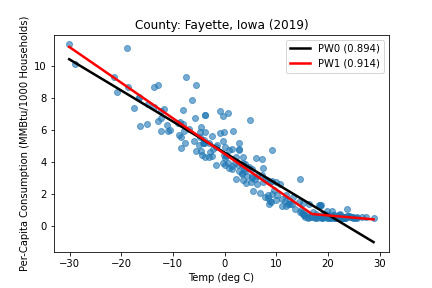 County: Fayette, Iowa (2019)
PW0 (0.894)
PW1 (0.914)
Per-Capita Consumption (MMBtu/1000 Households)
10
8
6
4
2
0
−30 −20 −10 0 10 20 30
Temp (deg C)